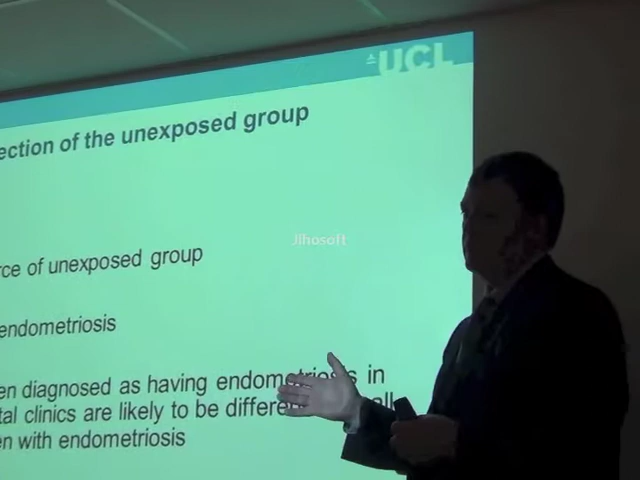 UCL
ection of the unexposed group
Jihosoft
rce of unexposed group
endometriosis
en diagnosed as having endometriosis in
tal clinics are likely to be differe all
en with endometriosis